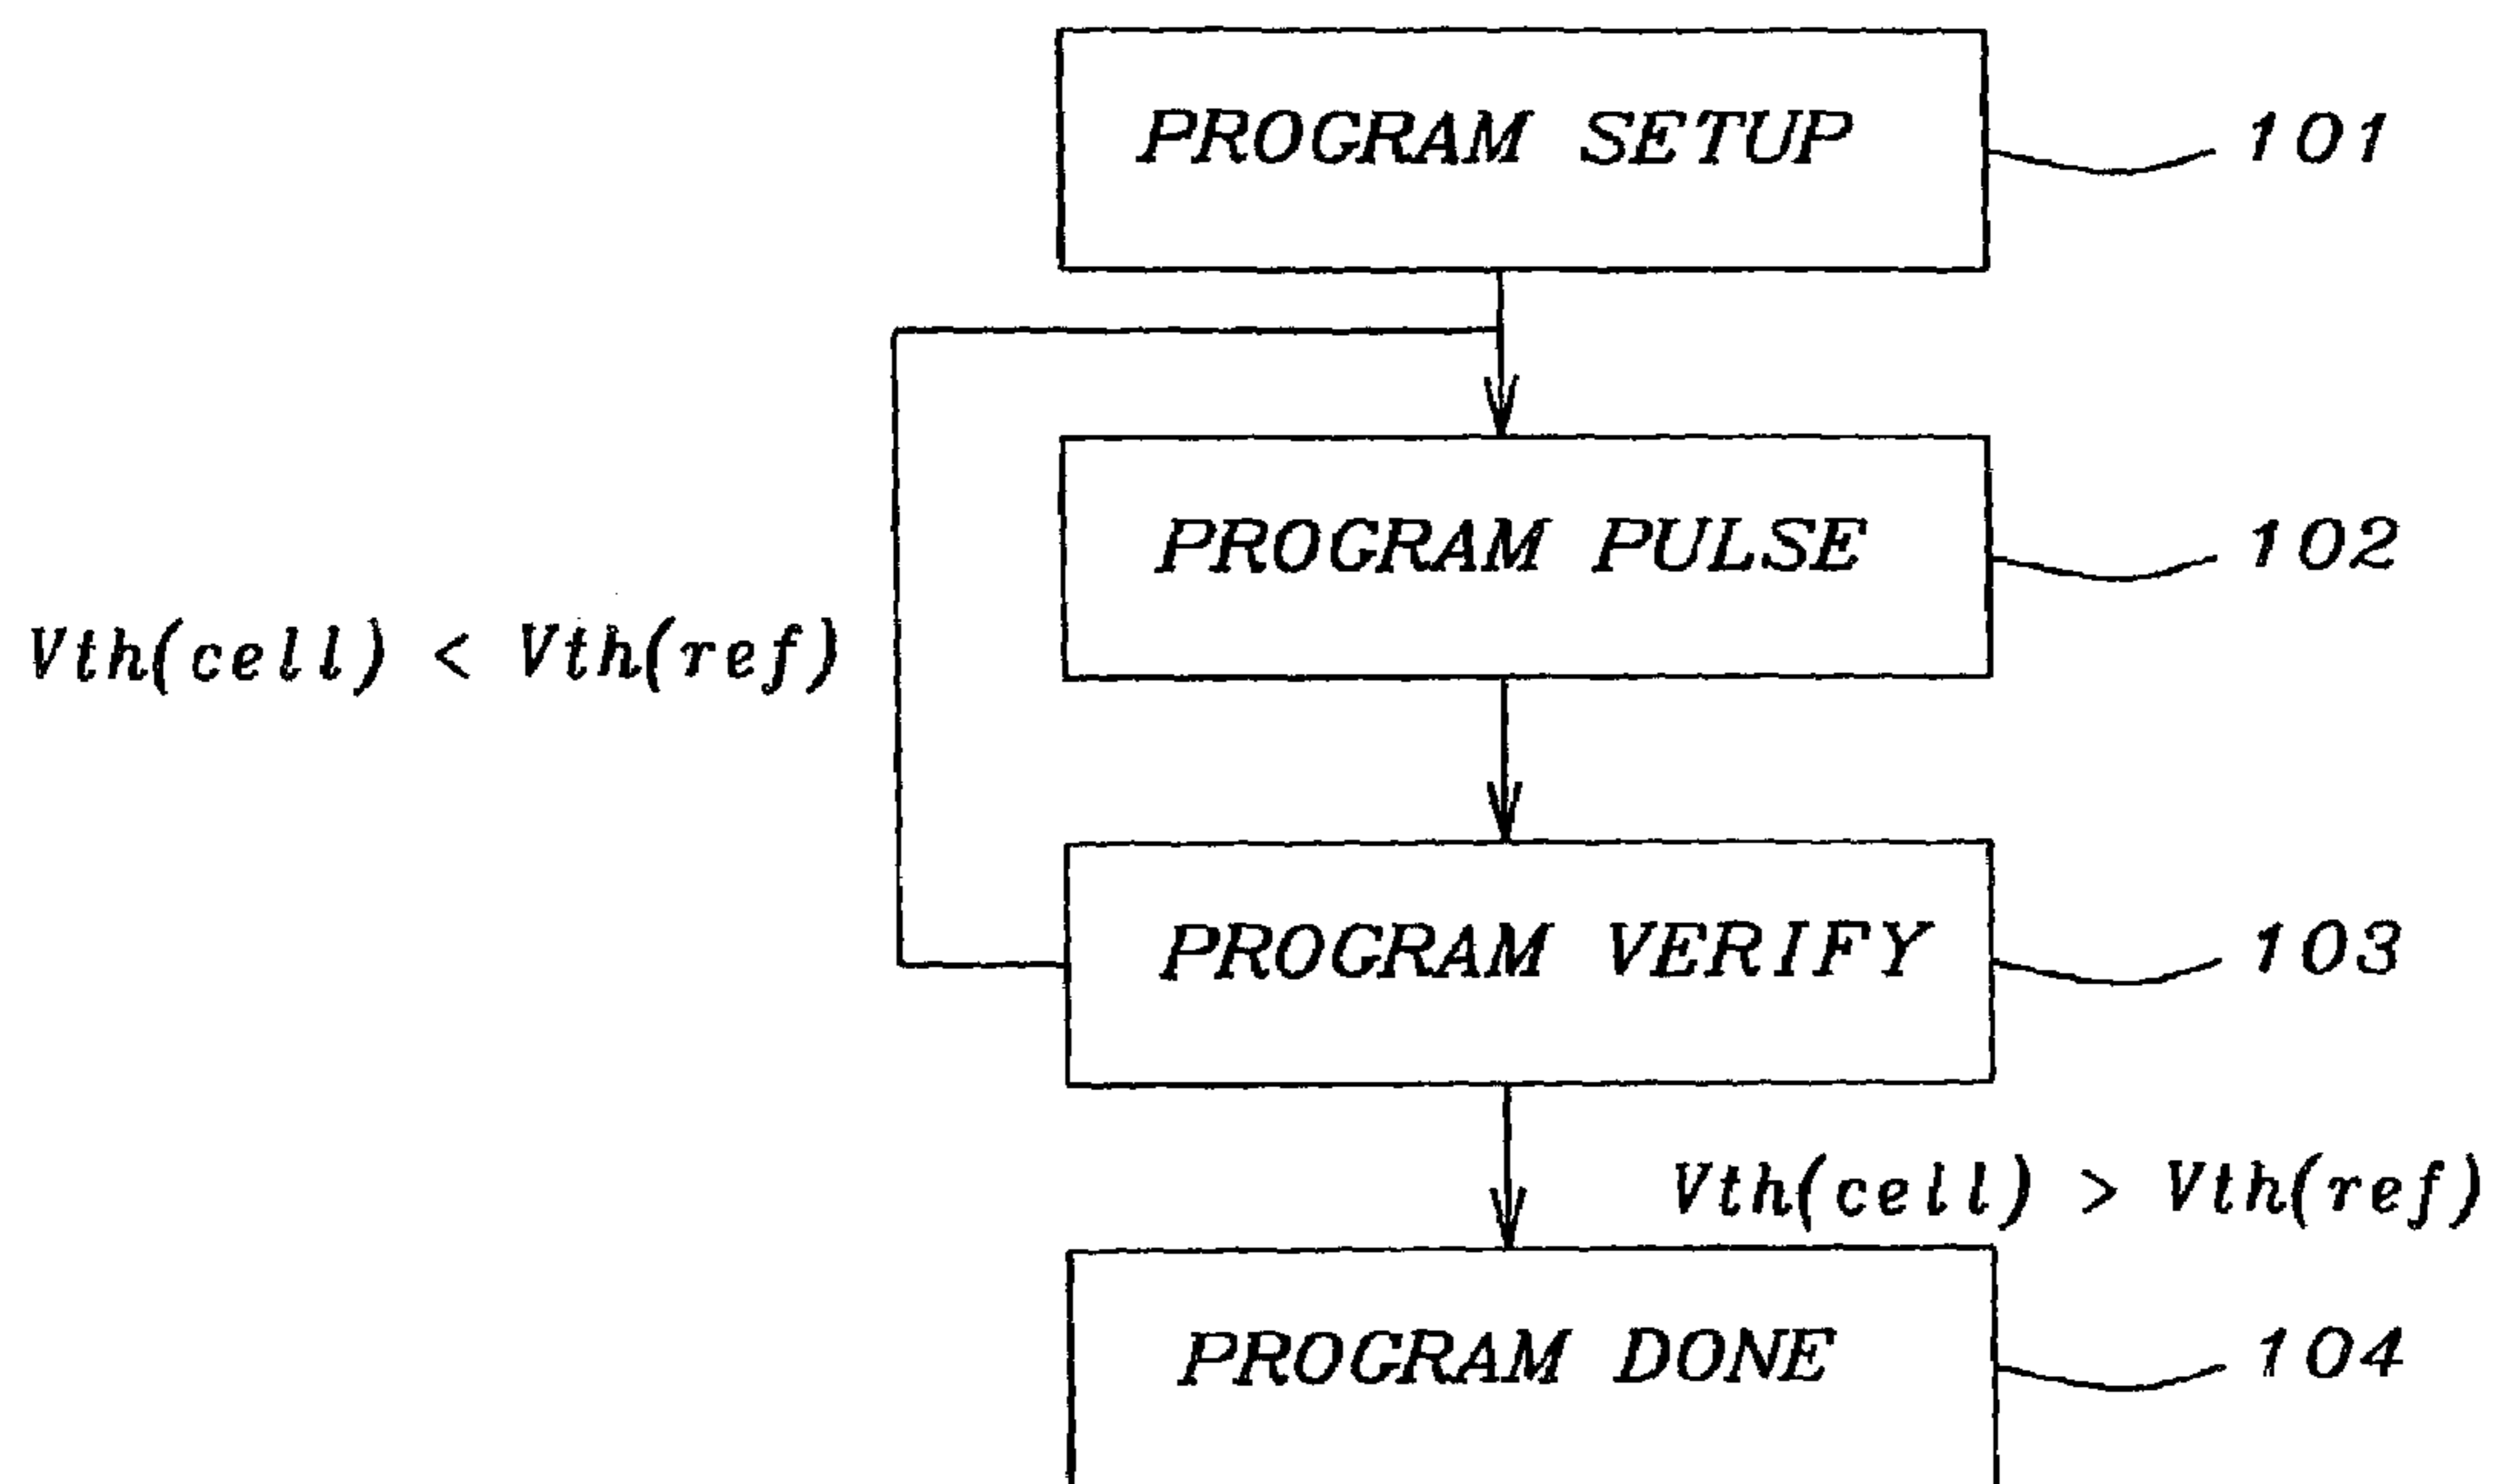 PROGRAM SETUP
101
PROGRAM PULSE
102
Vth(cell) < Vth(ref)
PROGRAM VERIFY
103
Vth(cell) > Vth(ref)
PROGRAM DONE
104